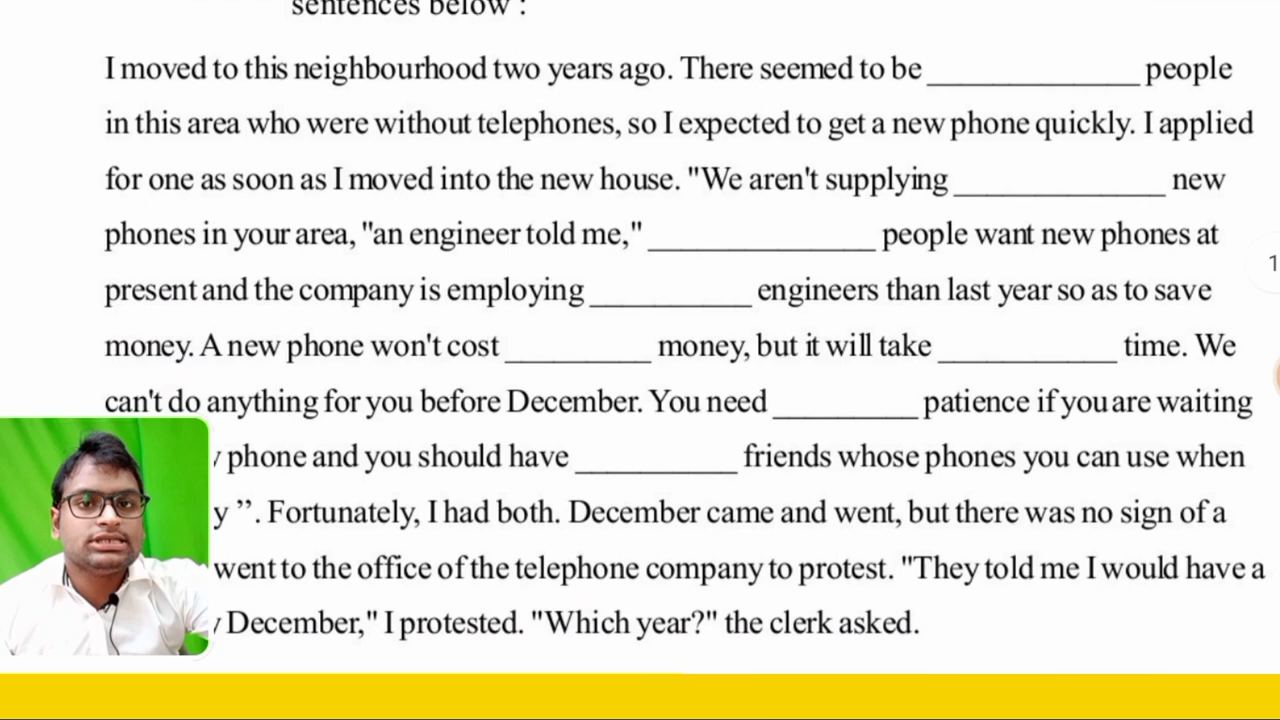 sentences below :
I moved to this neighbourhood two years ago. There seemed to be ______________ people
in this area who were without telephones, so I expected to get a new phone quickly. I applied
for one as soon as I moved into the new house. "We aren't supplying ______________ new
phones in your area, "an engineer told me," _______________ people want new phones at
present and the company is employing ___________ engineers than last year so as to save
money. A new phone won't cost __________ money, but it will take ____________ time. We
can't do anything for you before December. You need __________ patience if you are waiting
phone and you should have ___________ friends whose phones you can use when
y ”. Fortunately, I had both. December came and went, but there was no sign of a
went to the office of the telephone company to protest. "They told me I would have a
December," I protested. "Which year?" the clerk asked.
1